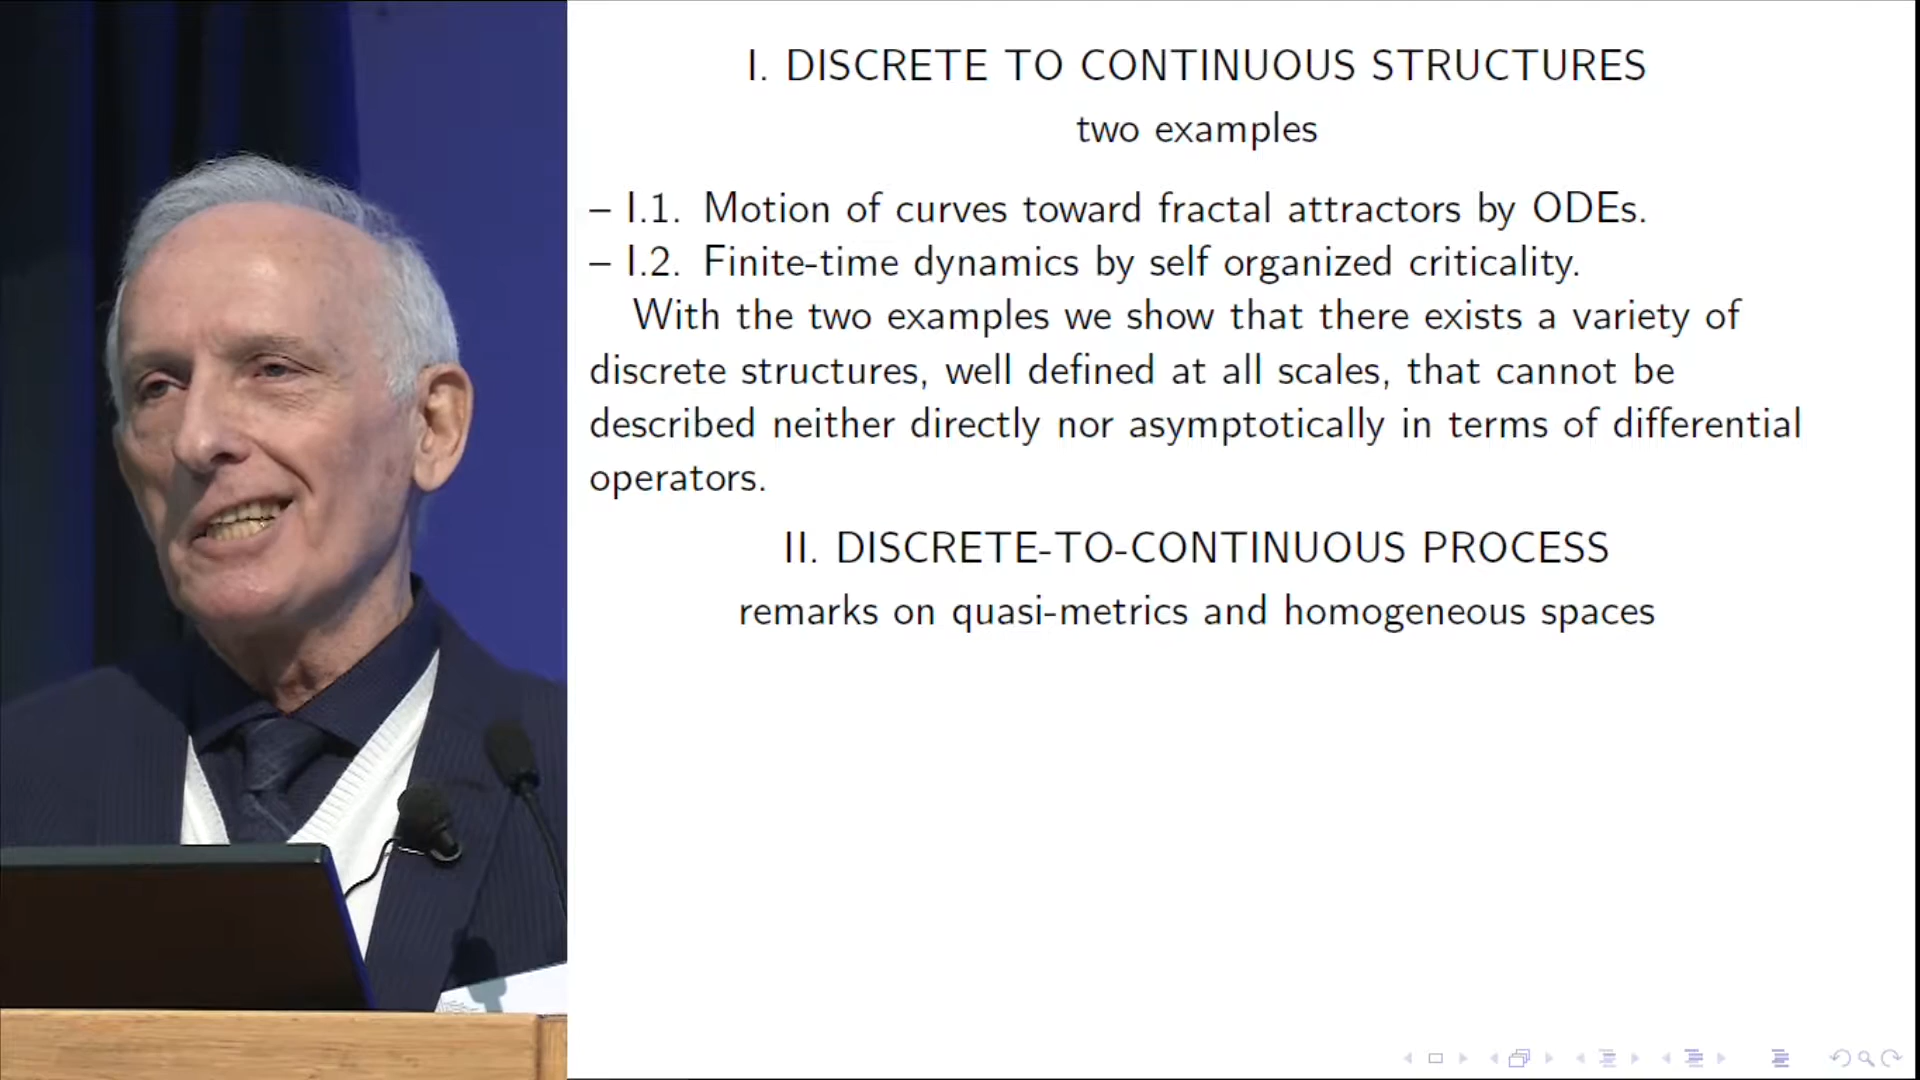 I. DISCRETE TO CONTINUOUS STRUCTURES
two examples
– I.1. Motion of curves toward fractal attractors by ODEs.
– I.2. Finite-time dynamics by self organized criticality.
With the two examples we show that there exists a variety of
discrete structures, well defined at all scales, that cannot be
described neither directly nor asymptotically in terms of differential
operators.
II. DISCRETE-TO-CONTINUOUS PROCESS
remarks on quasi-metrics and homogeneous spaces